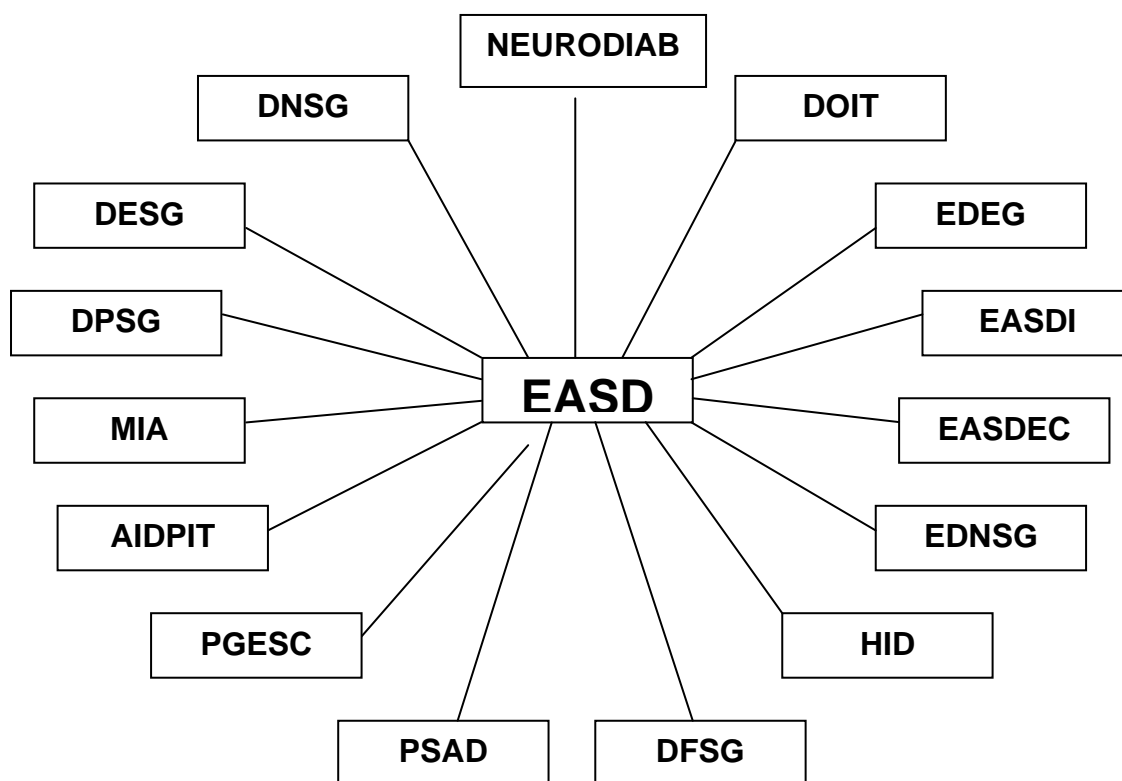 NEURODIAB
DNSG
DOIT
DESG
EDEG
DPSG
EASDI
EASD
MIA
EASDEC
AIDPIT
EDNSG
PGESC
HID
PSAD
DFSG